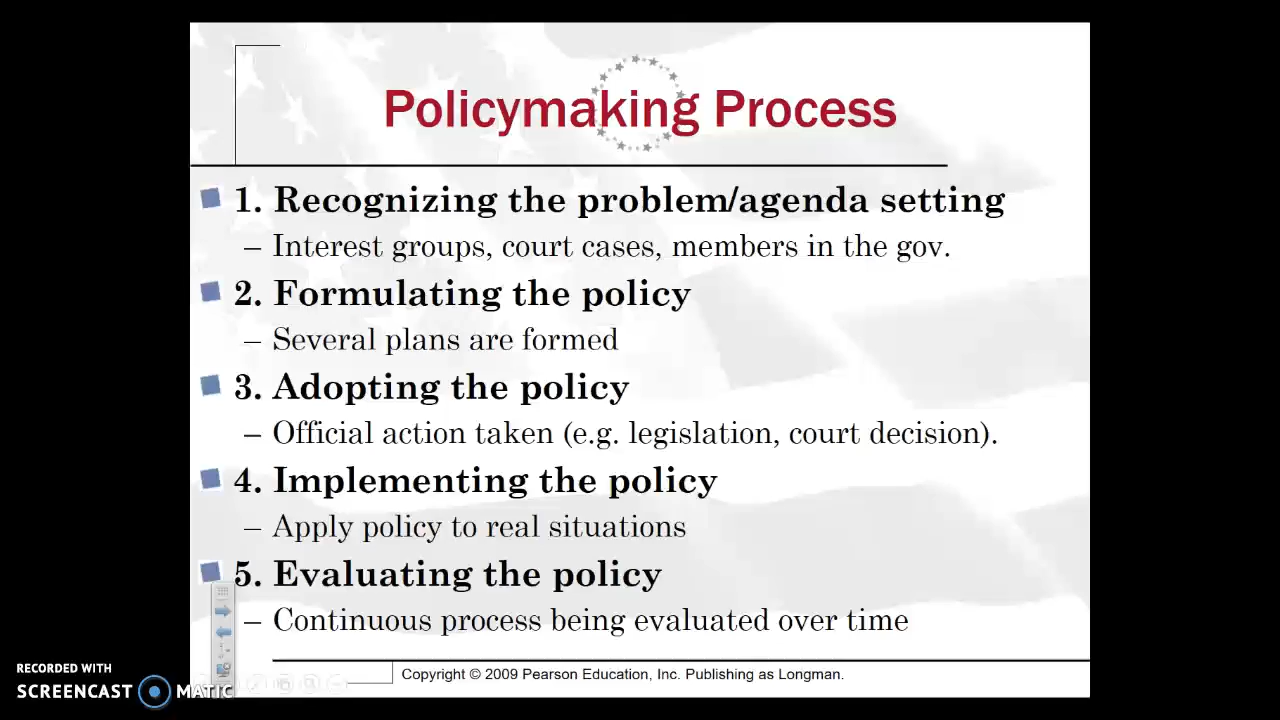 Policymaking Process
1. Recognizing the problem/agenda setting
– Interest groups, court cases, members in the gov.
2. Formulating the policy
– Several plans are formed
3. Adopting the policy
– Official action taken (e.g. legislation, court decision).
4. Implementing the policy
– Apply policy to real situations
5. Evaluating the policy
– Continuous process being evaluated over time
Copyright © 2009 Pearson Education, Inc. Publishing as Longman.
RECORDED WITH
SCREENCAST MATIC